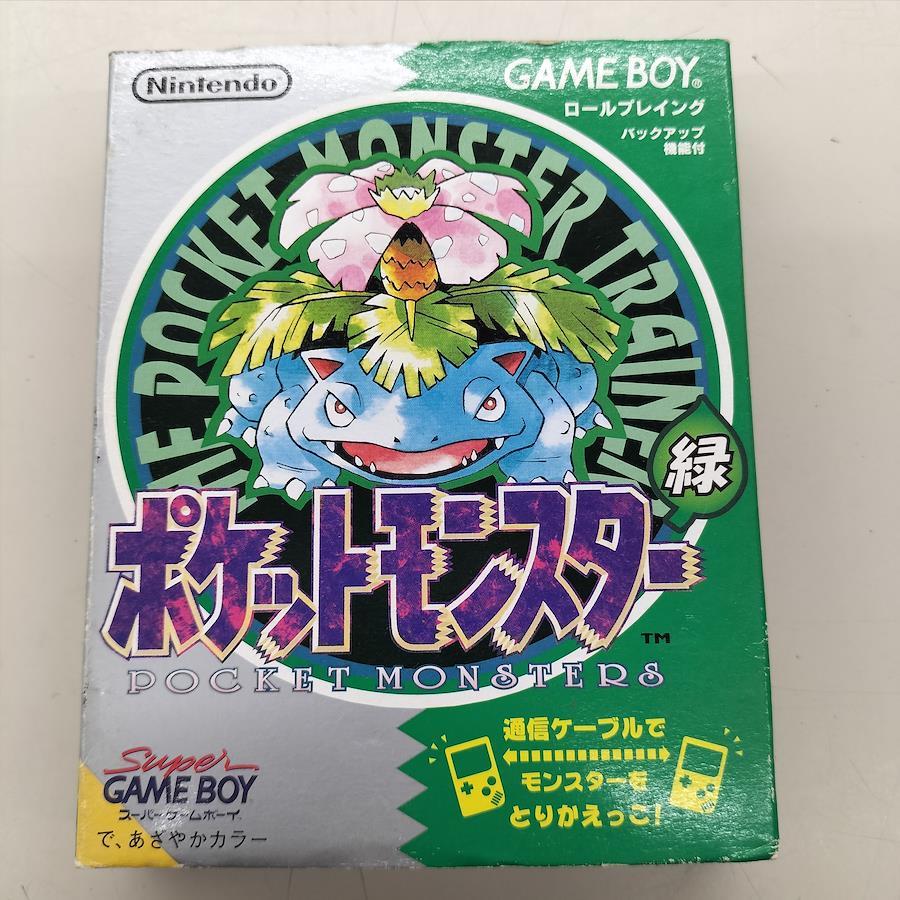 Nintendo
GAME BOY®
ロールプレイング
バックアップ
機能付
THE POCKET MONSTER TRAINER
緑
ポケットモンスター
TM
POCKET MONSTERS
通信ケーブルで
モンスターを
とりかえっこ!
Super
GAME BOY
スーパーゲームボーイ
で、あざやかカラー